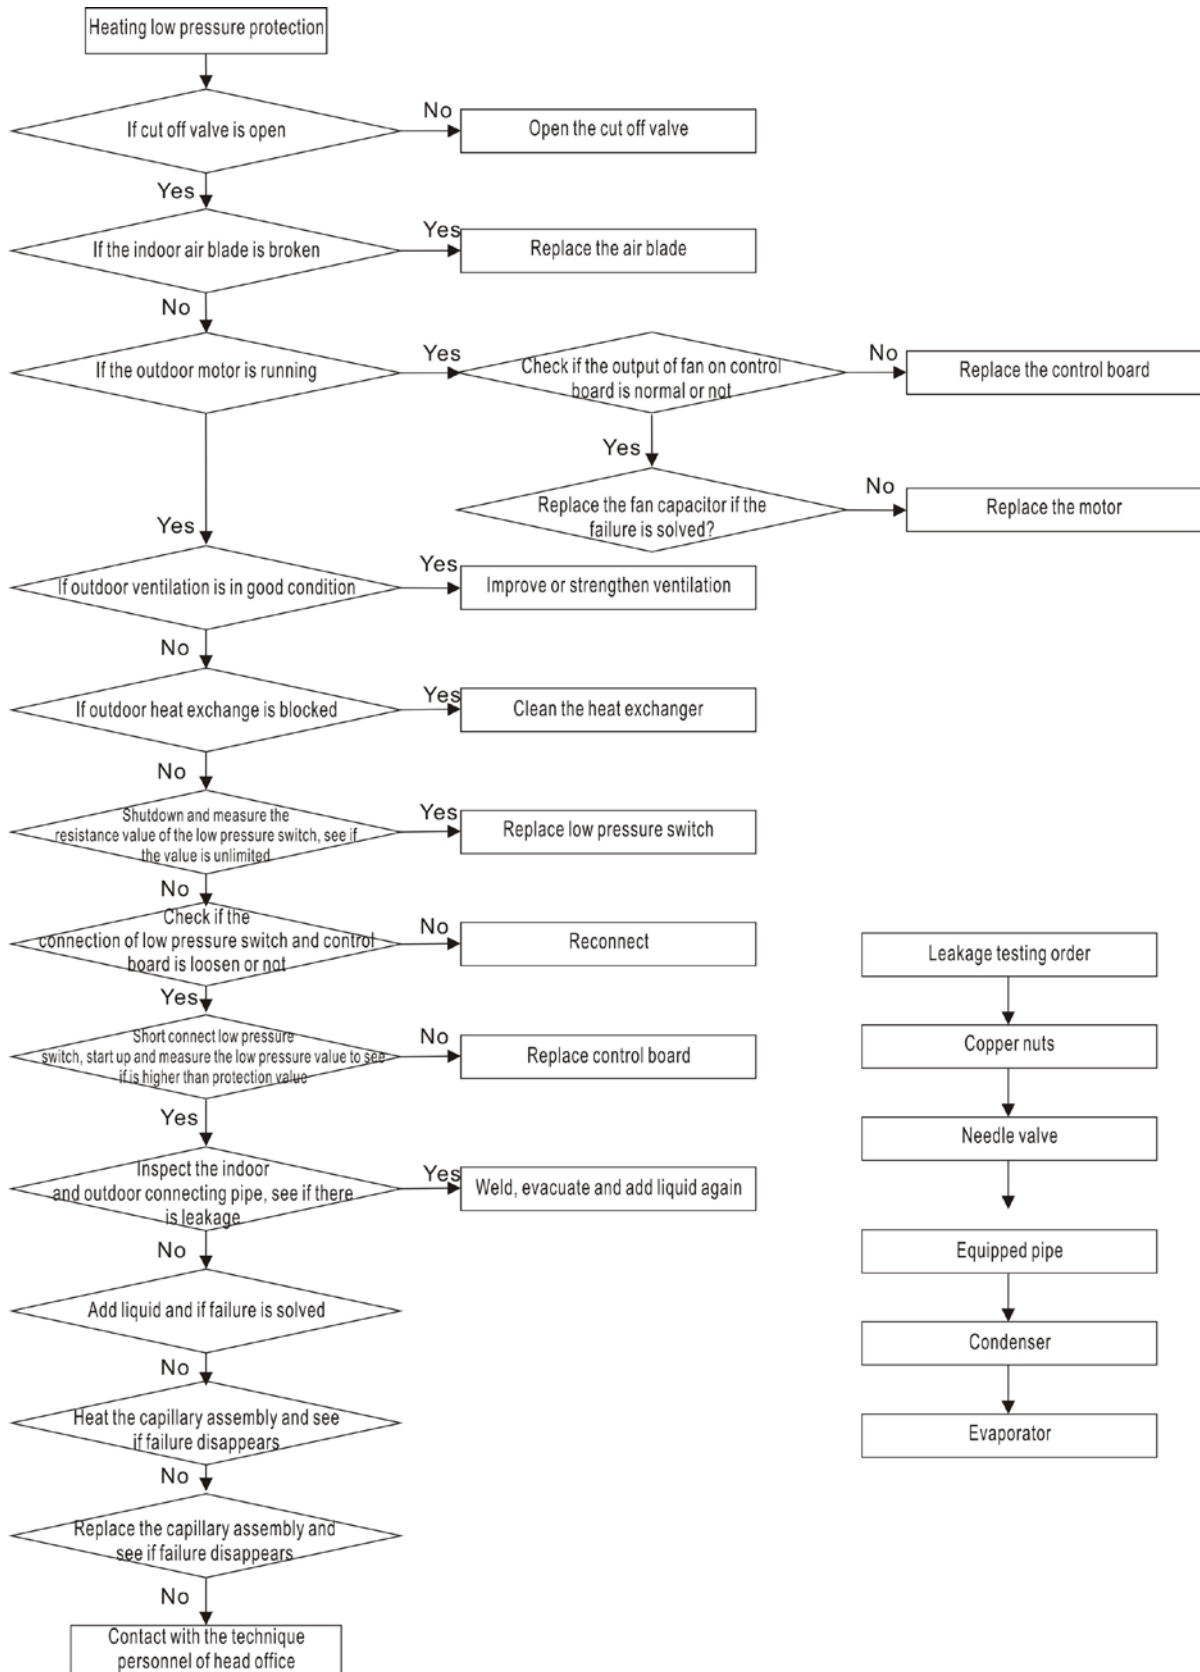 Heating low pressure protection
If cut off valve is open
No
Open the cut off valve
Yes
If the indoor air blade is broken
Yes
Replace the air blade
No
If the outdoor motor is running
Yes
Check if the output of fan on control
board is normal or not
No
Replace the control board
Yes
Replace the fan capacitor if the
failure is solved?
No
Replace the motor
Yes
If outdoor ventilation is in good condition
Yes
Improve or strengthen ventilation
No
If outdoor heat exchange is blocked
Yes
Clean the heat exchanger
No
Shutdown and measure the
resistance value of the low pressure switch, see if
the value is unlimited
Yes
Replace low pressure switch
No
Check if the
connection of low pressure switch and control
board is loosen or not
No
Reconnect
Yes
Short connect low pressure
switch, start up and measure the low pressure value to see
if is higher than protection value
No
Replace control board
Yes
Inspect the indoor
and outdoor connecting pipe, see if there
is leakage
Yes
Weld, evacuate and add liquid again
No
Add liquid and if failure is solved
No
Heat the capillary assembly and see
if failure disappears
No
Replace the capillary assembly and
see if failure disappears
No
Contact with the technique
personnel of head office
Leakage testing order
Copper nuts
Needle valve
Equipped pipe
Condenser
Evaporator